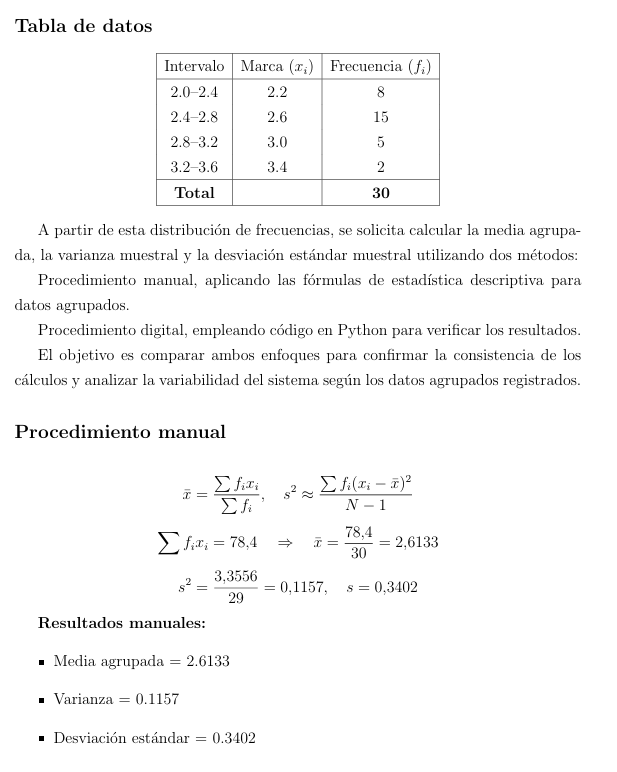 Tabla de datos
Intervalo Marca (xᵢ) Frecuencia (fᵢ)
2.0–2.4 2.2 8
2.4–2.8 2.6 15
2.8–3.2 3.0 5
3.2–3.6 3.4 2
Total 30
A partir de esta distribución de frecuencias, se solicita calcular la media agrupa-
da, la varianza muestral y la desviación estándar muestral utilizando dos métodos:
Procedimiento manual, aplicando las fórmulas de estadística descriptiva para
datos agrupados.
Procedimiento digital, empleando código en Python para verificar los resultados.
El objetivo es comparar ambos enfoques para confirmar la consistencia de los
cálculos y analizar la variabilidad del sistema según los datos agrupados registrados.
Procedimiento manual
x̄ = ∑ fᵢxᵢ / ∑ fᵢ, s² ≈ ∑ fᵢ(xᵢ − x̄)² / N − 1
∑ fᵢxᵢ = 78,4 ⇒ x̄ = 78,4 / 30 = 2,6133
s² = 3,3556 / 29 = 0,1157, s = 0,3402
Resultados manuales:
▪ Media agrupada = 2.6133
▪ Varianza = 0.1157
▪ Desviación estándar = 0.3402